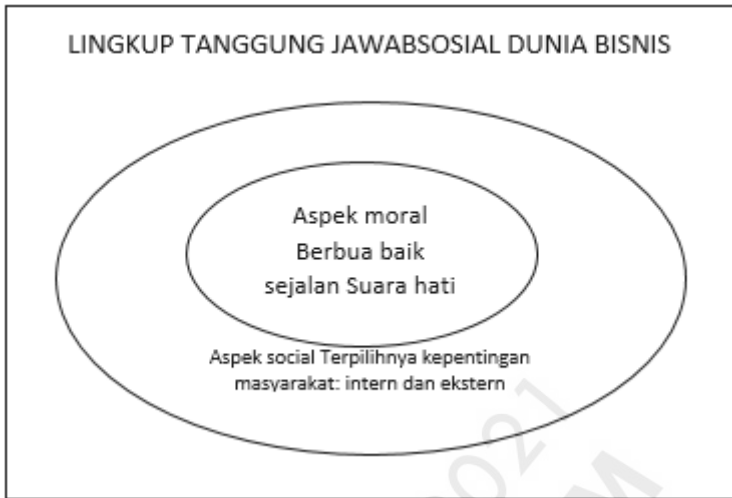 LINGKUP TANGGUNG JAWABSOSIAL DUNIA BISNIS
Aspek moral
Berbua baik
sejalan Suara hati
Aspek social Terpilihnya kepentingan
masyarakat: intern dan ekstern